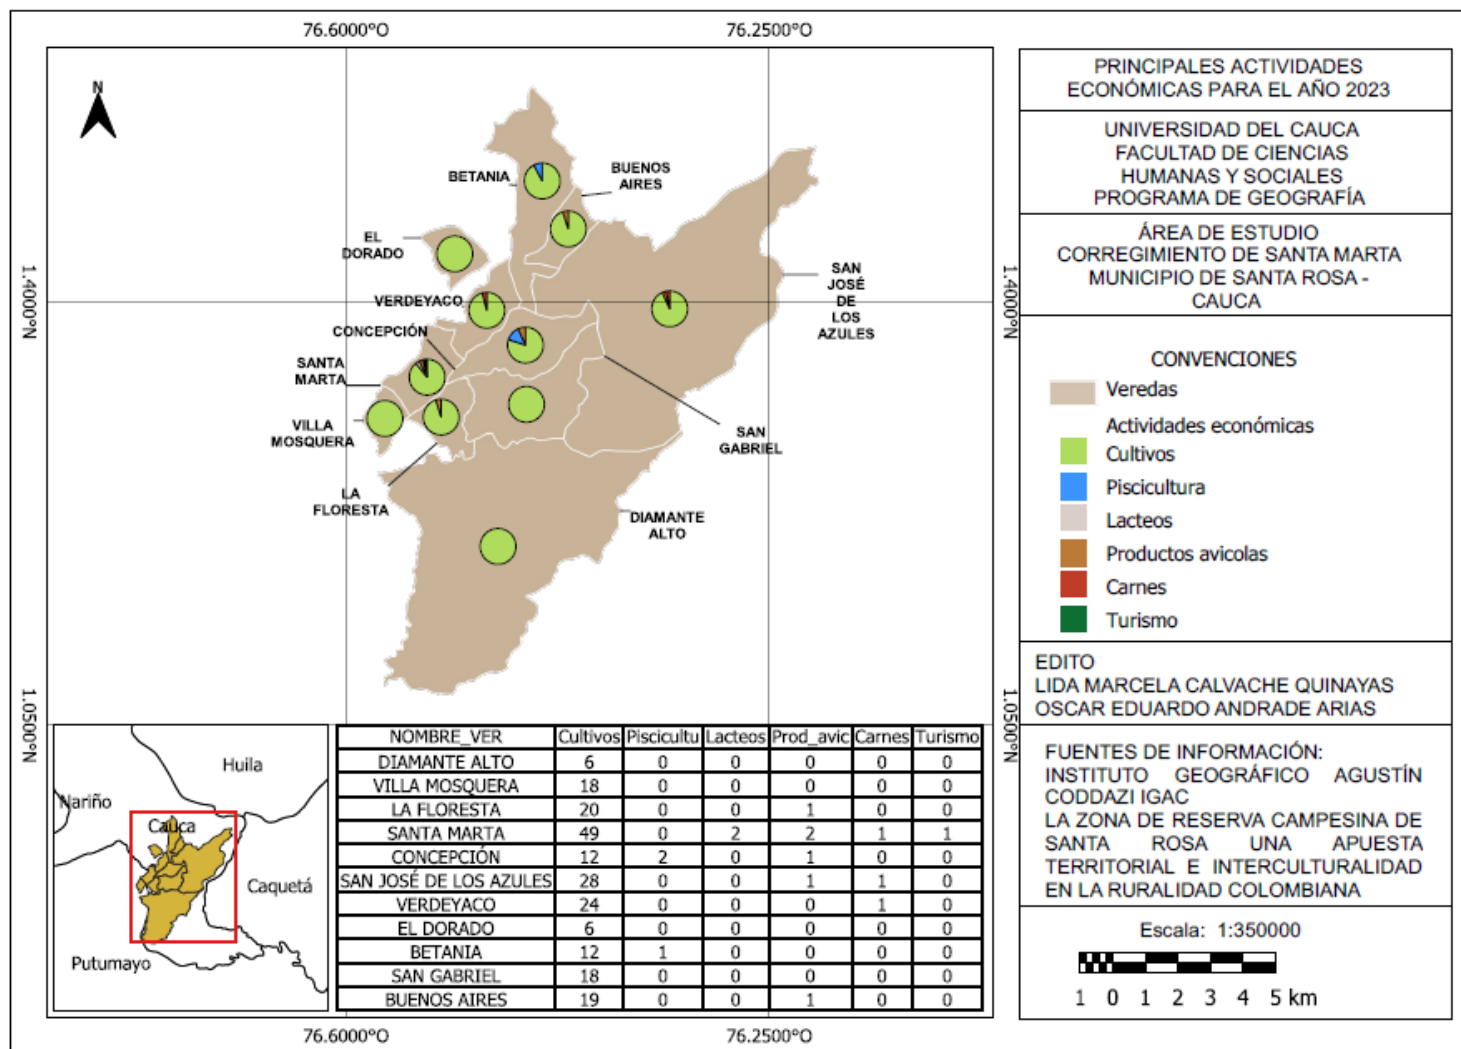 76.6000°O 76.2500°O
N
BETANIA
BUENOS
AIRES
EL
DORADO
1.4000°N
1.4000°N
VERDEYACO
SAN
JOSÉ
DE
LOS
AZULES
CONCEPCIÓN
SANTA
MARTA
VILLA
MOSQUERA
SAN
GABRIEL
LA
FLORESTA
DIAMANTE
ALTO
1.0500°N
1.0500°N
Huila
Nariño
Cauca
Caquetá
Putumayo
NOMBRE_VER Cultivos Piscicultu Lacteos Prod_avic Carnes Turismo
DIAMANTE ALTO 6 0 0 0 0 0
VILLA MOSQUERA 18 0 0 0 0 0
LA FLORESTA 20 0 0 1 0 0
SANTA MARTA 49 0 2 2 1 1
CONCEPCIÓN 12 2 0 1 0 0
SAN JOSÉ DE LOS AZULES 28 0 0 1 1 0
VERDEYACO 24 0 0 0 1 0
EL DORADO 6 0 0 0 0 0
BETANIA 12 1 0 0 0 0
SAN GABRIEL 18 0 0 0 0 0
BUENOS AIRES 19 0 0 1 0 0
76.6000°O 76.2500°O
PRINCIPALES ACTIVIDADES
ECONÓMICAS PARA EL AÑO 2023
UNIVERSIDAD DEL CAUCA
FACULTAD DE CIENCIAS
HUMANAS Y SOCIALES
PROGRAMA DE GEOGRAFÍA
ÁREA DE ESTUDIO
CORREGIMIENTO DE SANTA MARTA
MUNICIPIO DE SANTA ROSA -
CAUCA
CONVENCIONES
Veredas
Actividades económicas
Cultivos
Piscicultura
Lacteos
Productos avicolas
Carnes
Turismo
EDITO
LIDA MARCELA CALVACHE QUINAYAS
OSCAR EDUARDO ANDRADE ARIAS
FUENTES DE INFORMACIÓN:
INSTITUTO GEOGRÁFICO AGUSTÍN
CODDAZI IGAC
LA ZONA DE RESERVA CAMPESINA DE
SANTA ROSA UNA APUESTA
TERRITORIAL E INTERCULTURALIDAD
EN LA RURALIDAD COLOMBIANA
Escala: 1:350000
1 0 1 2 3 4 5 km